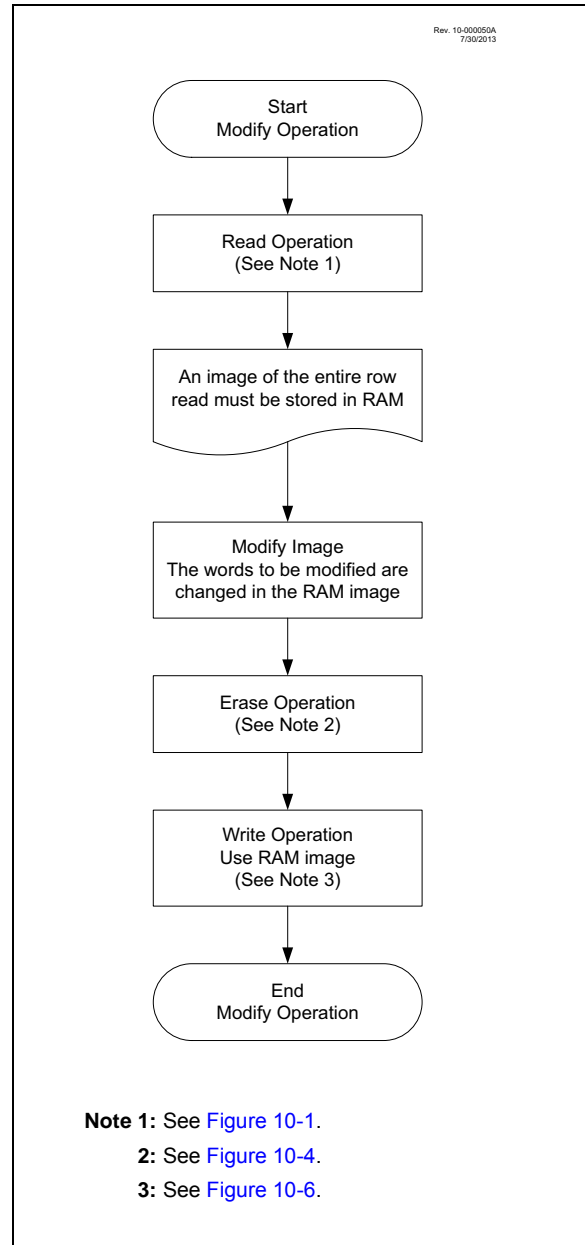 Rev. 10-000050A
7/30/2013
Start
Modify Operation
Read Operation
(See Note 1)
An image of the entire row
read must be stored in RAM
Modify Image
The words to be modified are
changed in the RAM image
Erase Operation
(See Note 2)
Write Operation
Use RAM image
(See Note 3)
End
Modify Operation
Note 1: See Figure 10-1.
2: See Figure 10-4.
3: See Figure 10-6.